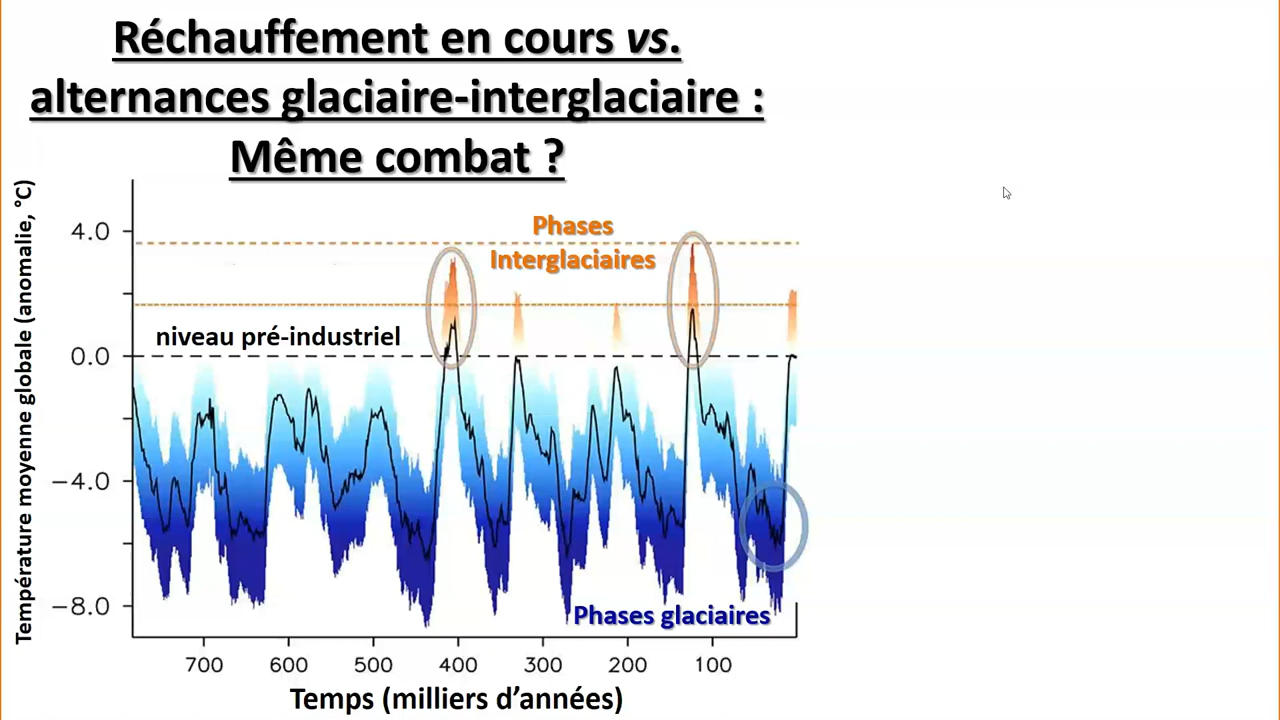 Réchauffement en cours vs.
alternances glaciaire-interglaciaire :
Même combat ?
Température moyenne globale (anomalie, °C)
4.0
0.0
−4.0
−8.0
Phases
Interglaciaires
niveau pré-industriel
Phases glaciaires
700 600 500 400 300 200 100
Temps (milliers d’années)